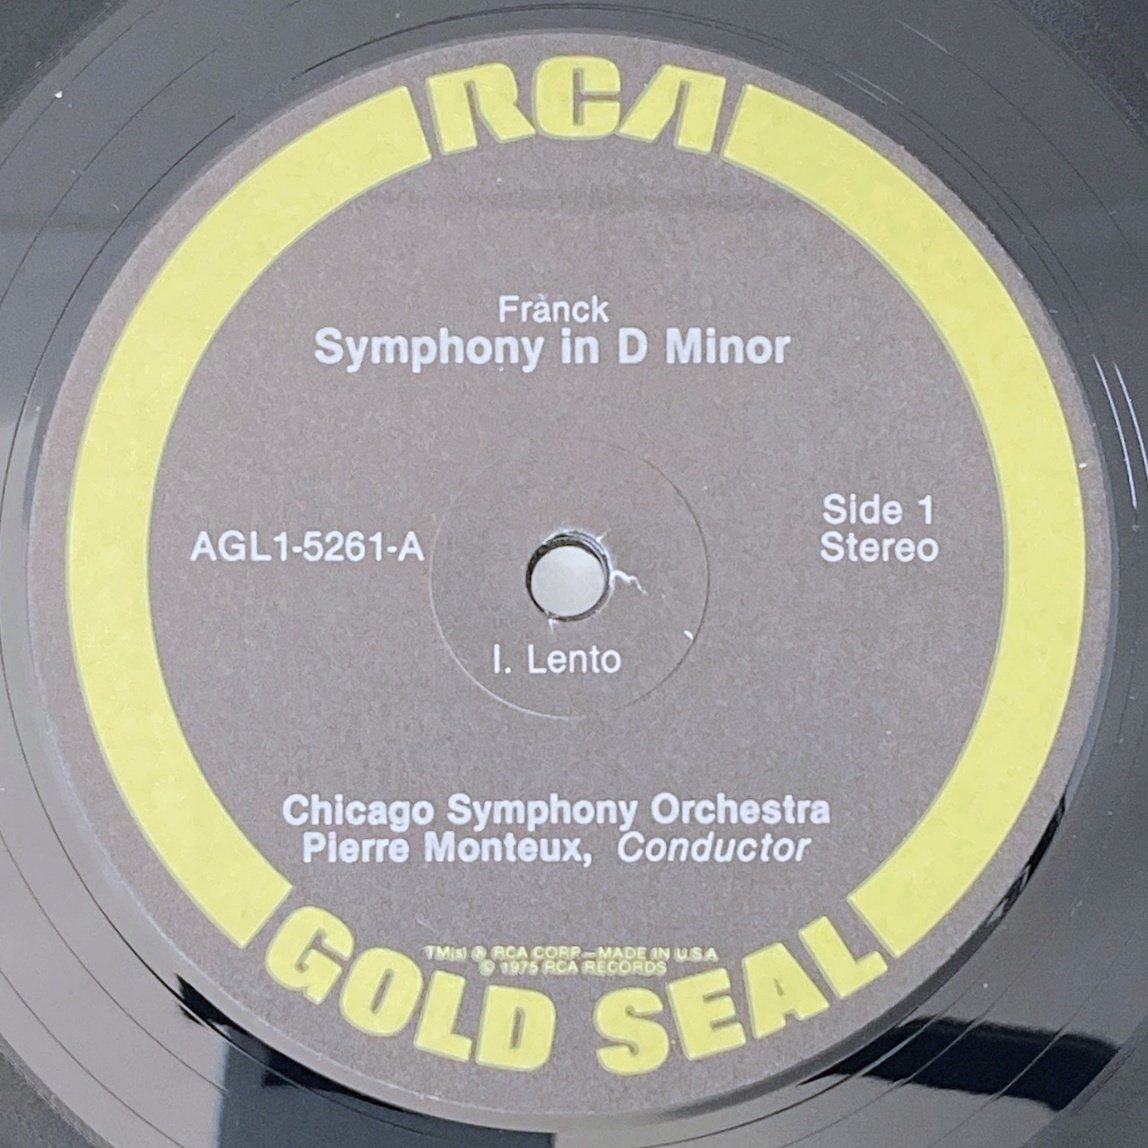 RCA
Franck
Symphony in D Minor
Side 1
AGL1-5261-A
Stereo
I. Lento
Chicago Symphony Orchestra
Pierre Monteux, Conductor
TM(s) ® RCA CORP—MADE IN U.S.A
© 1975 RCA RECORDS
GOLD SEAL